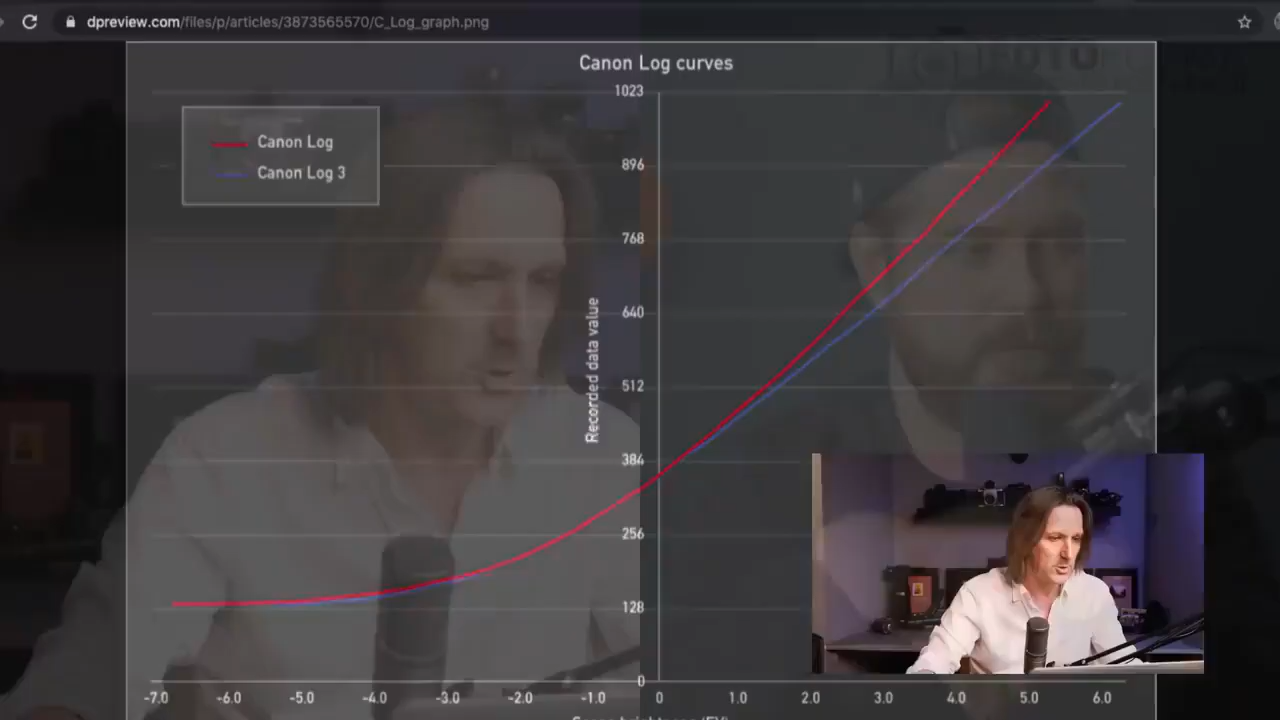 dpreview.com/files/p/articles/3873565570/C_Log_graph.png
Canon Log curves
1023
Canon Log
896
Canon Log 3
768
640
Recorded data value
512
384
256
128
0
-7.0 -6.0 -5.0 -4.0 -3.0 -2.0 -1.0 0 1.0 2.0 3.0 4.0 5.0 6.0